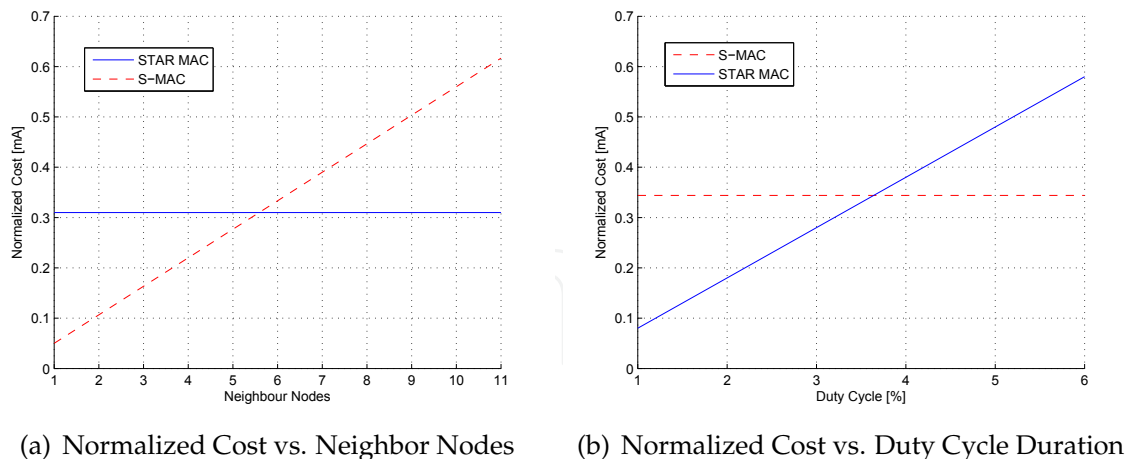 0.7
0.6
0.5
0.4
0.3
0.2
0.1
0
Normalized Cost [mA]
STAR MAC
S−MAC
1 2 3 4 5 6 7 8 9 10 11
Neighbour Nodes
(a) Normalized Cost vs. Neighbor Nodes
0.7
0.6
0.5
0.4
0.3
0.2
0.1
0
Normalized Cost [mA]
S−MAC
STAR MAC
1 2 3 4 5 6
Duty Cycle [%]
(b) Normalized Cost vs. Duty Cycle Duration